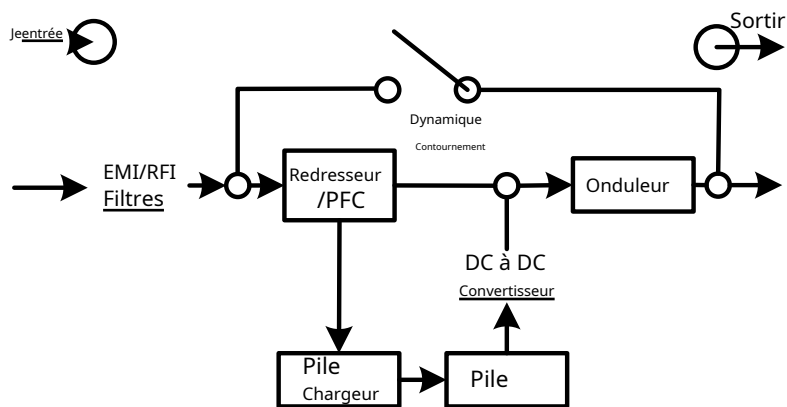 Jeentrée
Sortir
Dynamique
Contournement
EMI/RFI
Filtres
Redresseur
/PFC
Onduleur
DC à DC
Convertisseur
Pile
Chargeur
Pile